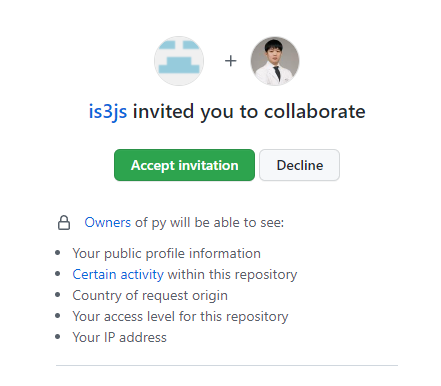 +
is3js invited you to collaborate
Accept invitation Decline
Owners of py will be able to see:
Your public profile information
Certain activity within this repository
Country of request origin
Your access level for this repository
Your IP address